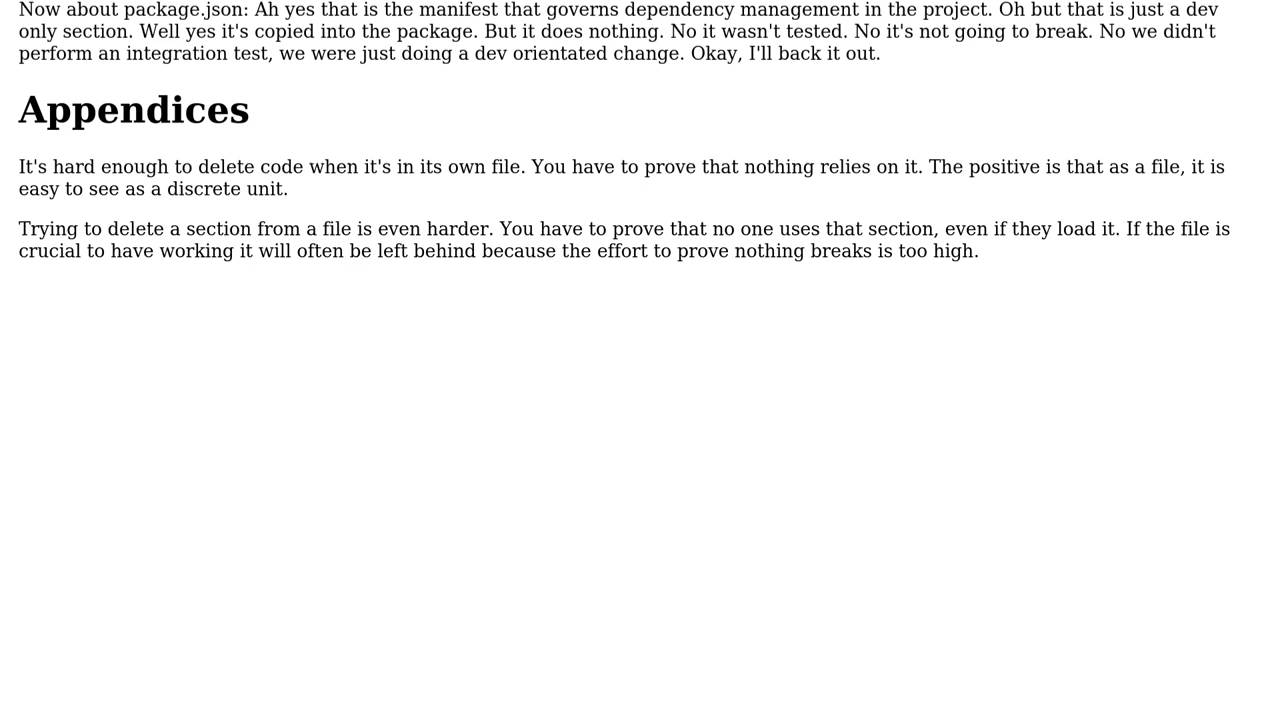 Now about package.json: Ah yes that is the manifest that governs dependency management in the project. Oh but that is just a dev
only section. Well yes it's copied into the package. But it does nothing. No it wasn't tested. No it's not going to break. No we didn't
perform an integration test, we were just doing a dev orientated change. Okay, I'll back it out.
Appendices
It's hard enough to delete code when it's in its own file. You have to prove that nothing relies on it. The positive is that as a file, it is
easy to see as a discrete unit.
Trying to delete a section from a file is even harder. You have to prove that no one uses that section, even if they load it. If the file is
crucial to have working it will often be left behind because the effort to prove nothing breaks is too high.